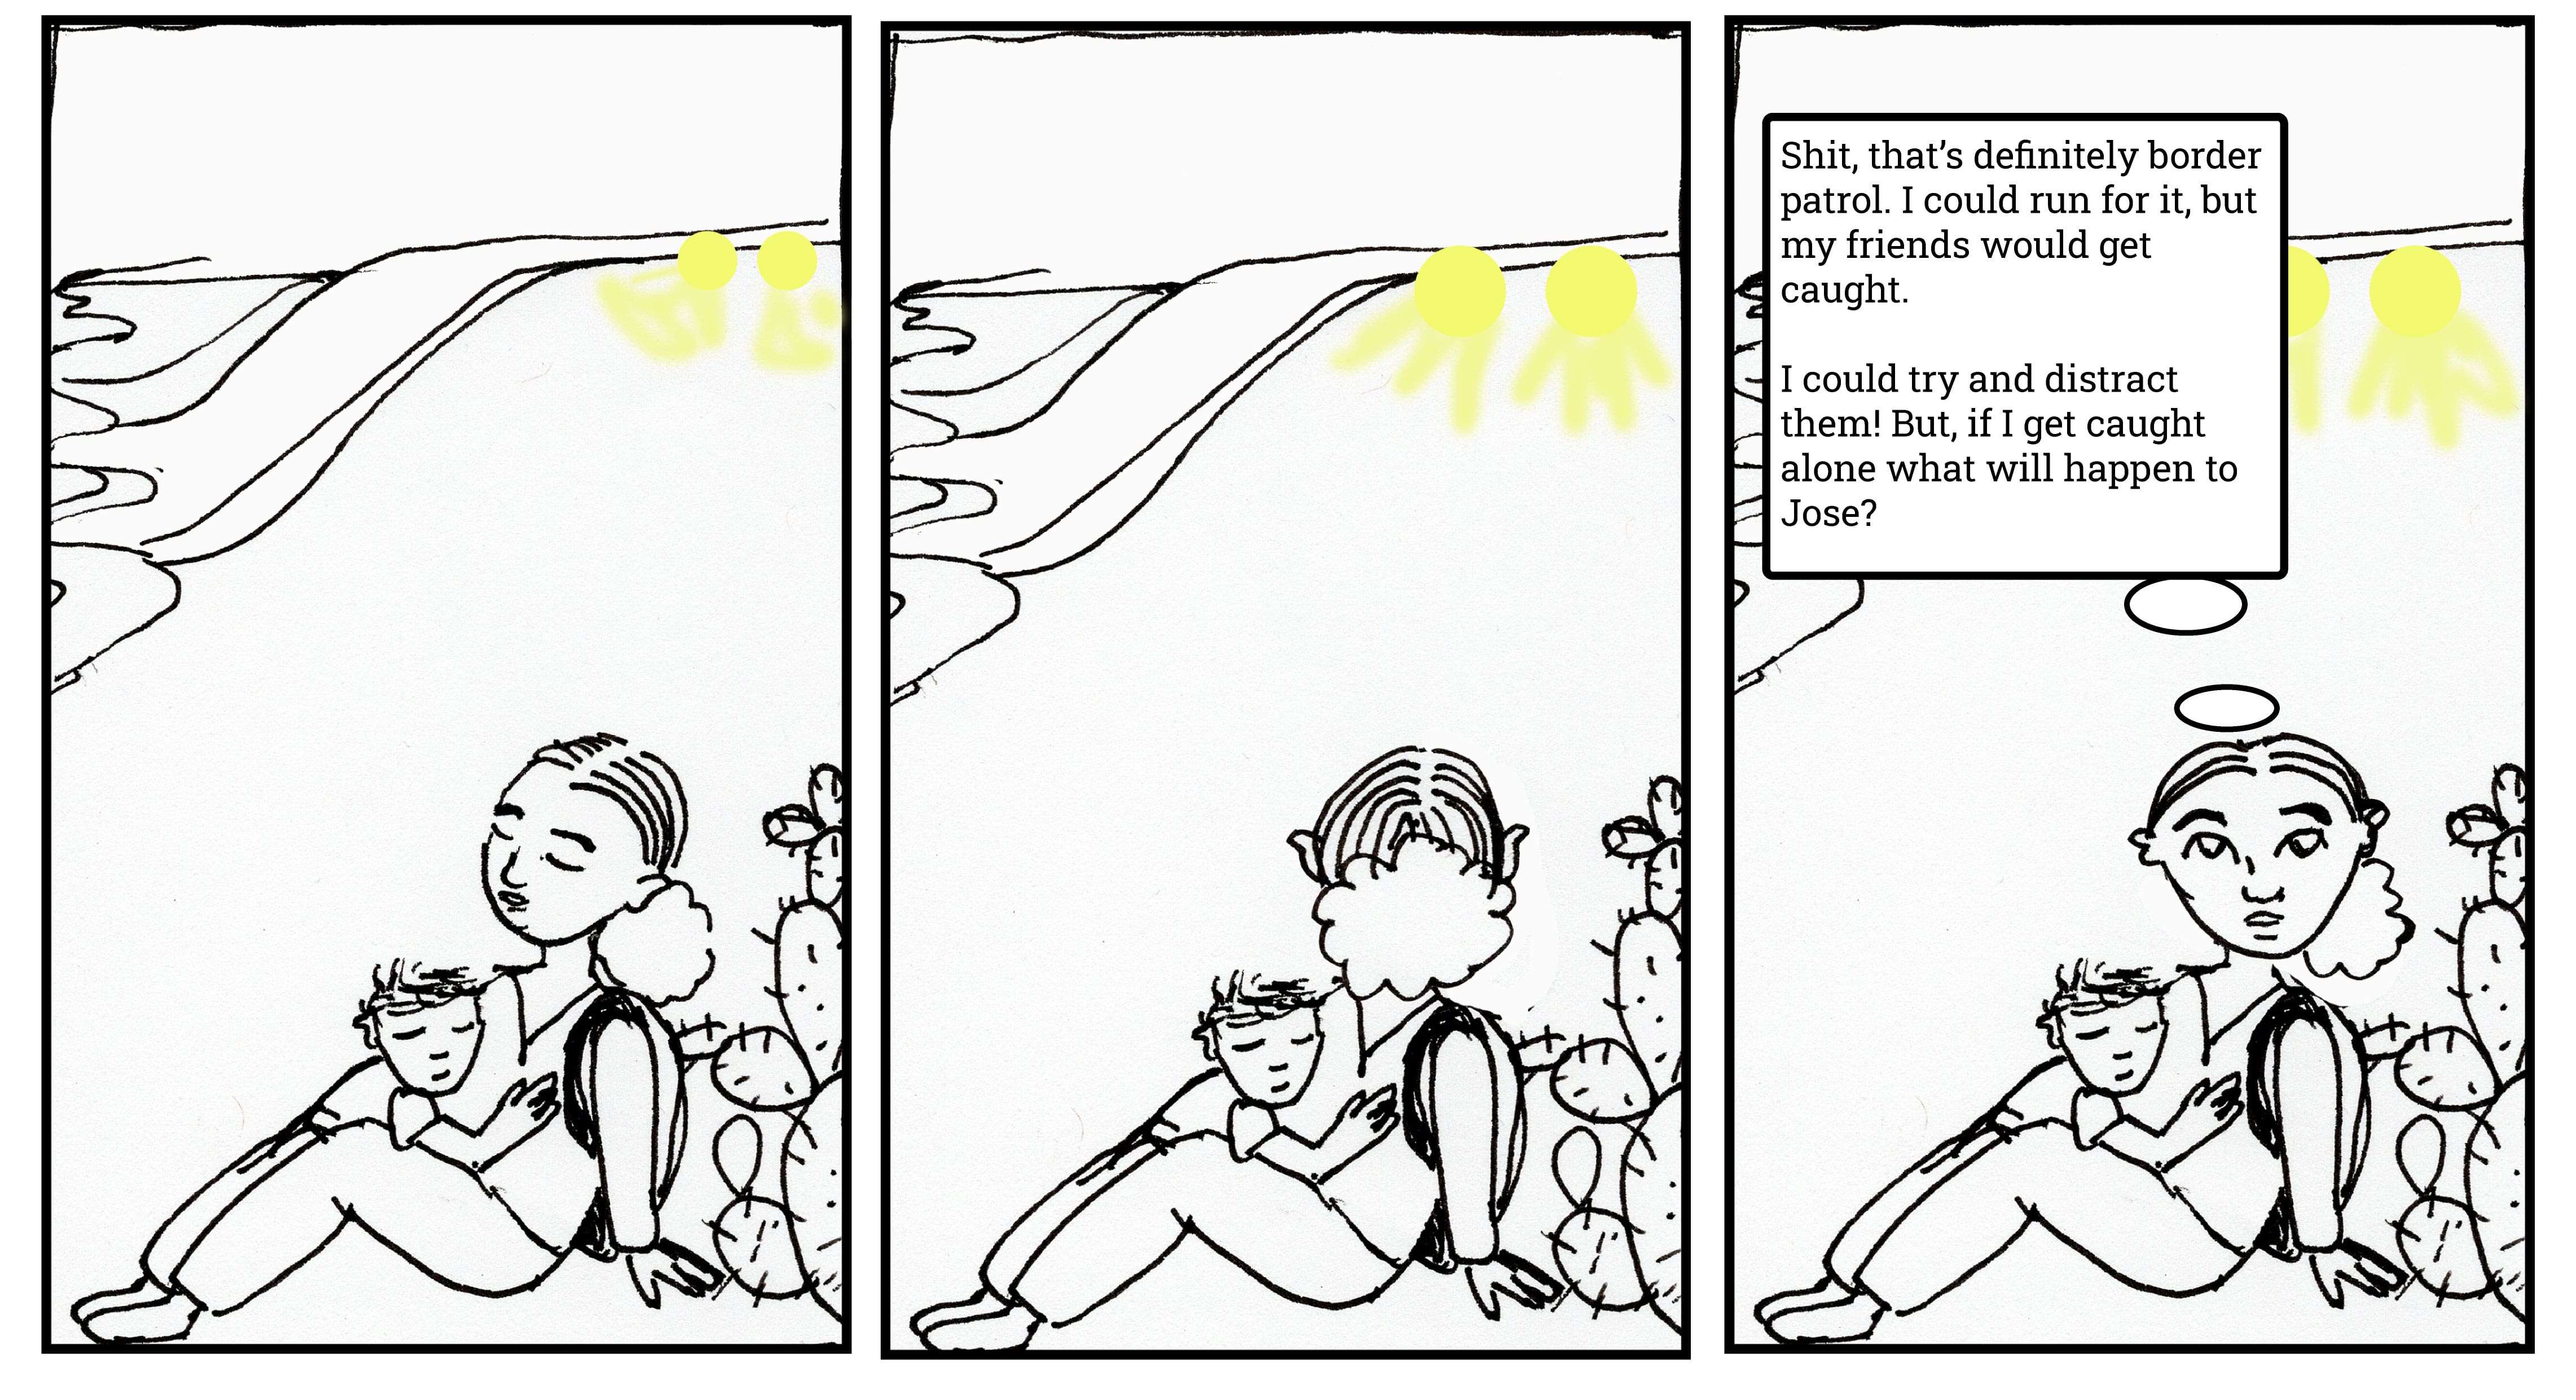 Shit, that’s definitely border
patrol. I could run for it, but
my friends would get
caught.
I could try and distract
them! But, if I get caught
alone what will happen to
Jose?